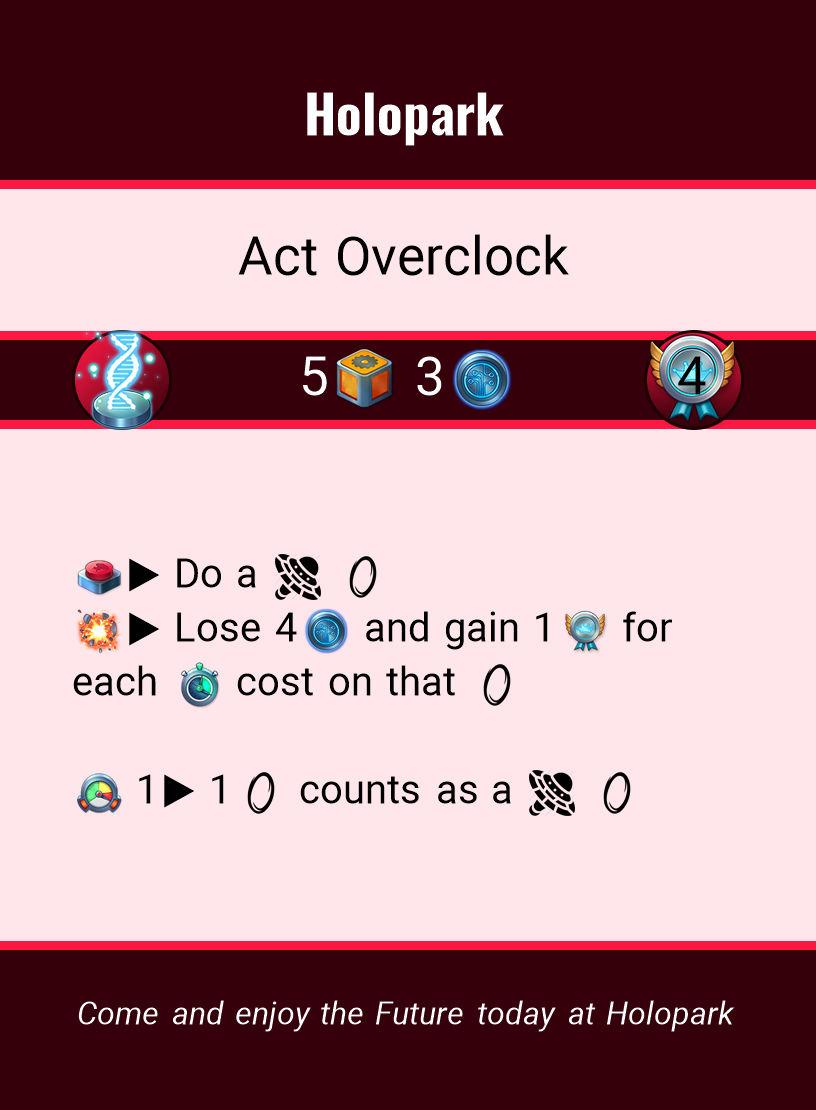 Holopark
Act Overclock
5 3 4
Do a
Lose 4 and gain 1 for
each cost on that
1 1 counts as a
Come and enjoy the Future today at Holopark